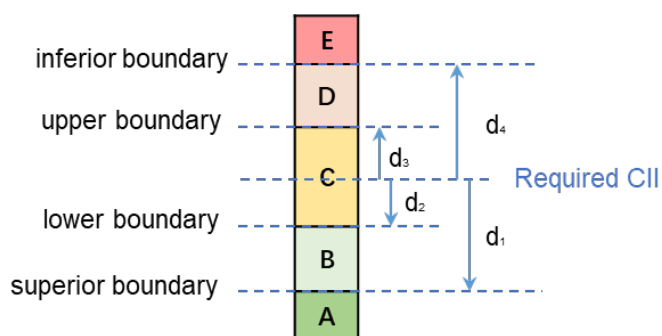 E
inferior boundary
D
d₄
upper boundary
d₃
C
Required CII
d₂
lower boundary
d₁
B
superior boundary
A